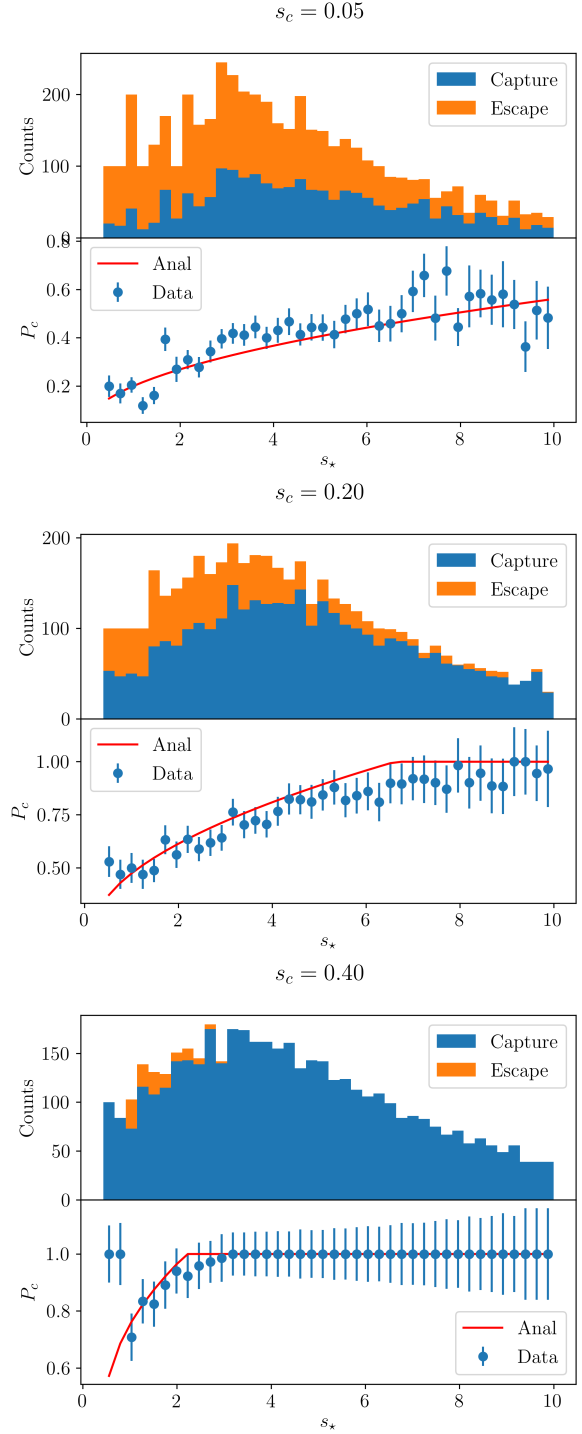 s_c = 0.05
200
100
0
Counts
Capture
Escape
0.8
0.6
0.4
0.2
P_c
Anal
Data
0 2 4 6 8 10
s_⋆
s_c = 0.20
200
100
0
Counts
Capture
Escape
1.00
0.75
0.50
P_c
Anal
Data
0 2 4 6 8 10
s_⋆
s_c = 0.40
150
100
50
0
Counts
Capture
Escape
1.0
0.8
0.6
P_c
Anal
Data
0 2 4 6 8 10
s_⋆